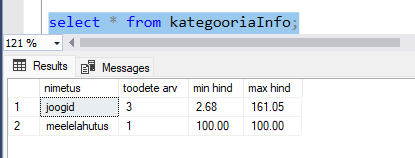 select * from kategooriaInfo;
121 %
Results Messages
nimetus toodete arv min hind max hind
1 joogid 3 2.68 161.05
2 meelelahutus 1 100.00 100.00